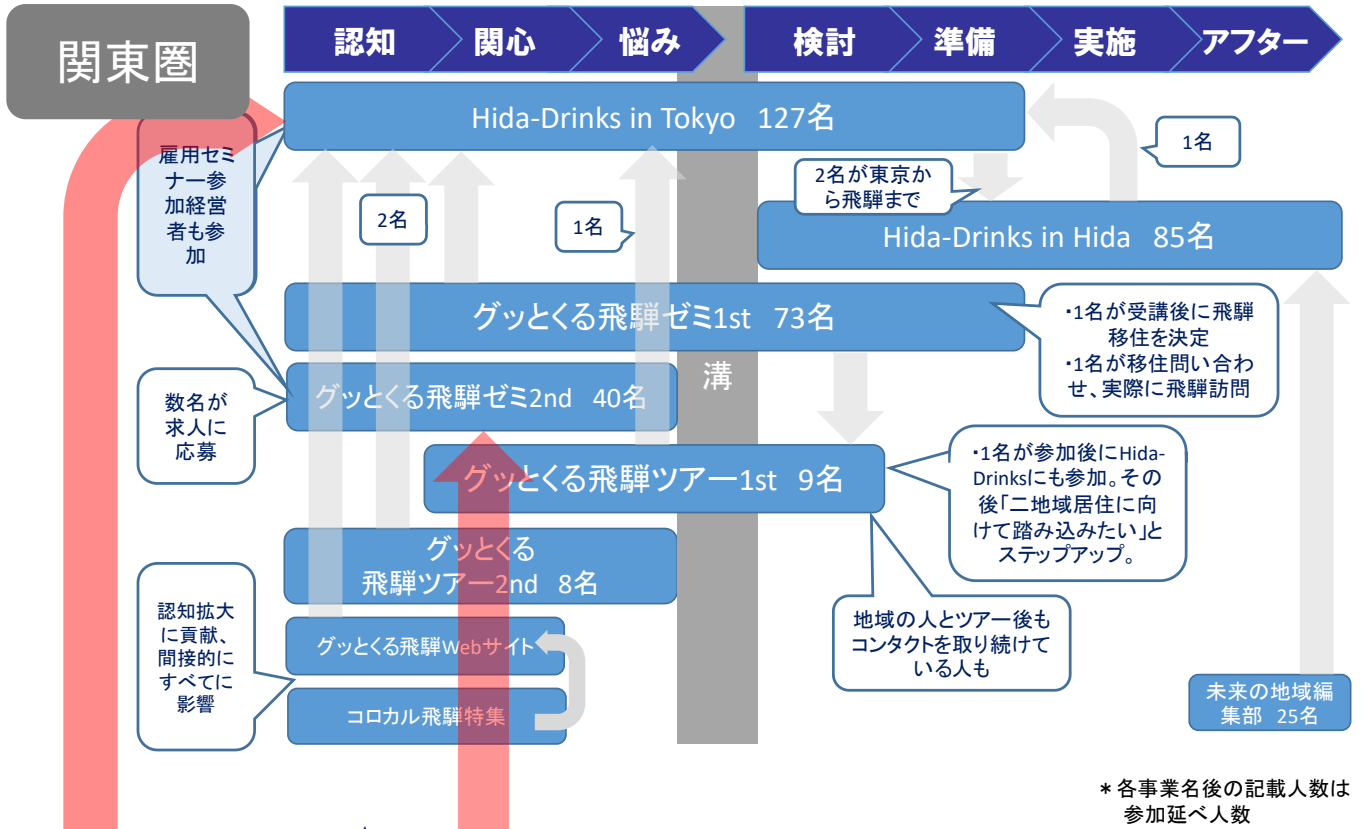 関東圏
認知
関心
悩み
検討
準備
実施
アフター
Hida-Drinks in Tokyo 127名
雇用セミ
ナー参
加経営
者も参
加
2名
1名
2名が東京か
ら飛騨まで
1名
Hida-Drinks in Hida 85名
グッとくる飛騨ゼミ1st 73名
・1名が受講後に飛騨
移住を決定
・1名が移住問い合わ
せ、実際に飛騨訪問
溝
数名が
求人に
応募
グッとくる飛騨ゼミ2nd 40名
グッとくる飛騨ツアー1st 9名
・1名が参加後にHida-
Drinksにも参加。その
後「二地域居住に向
けて踏み込みたい」と
ステップアップ。
グッとくる
飛騨ツアー2nd 8名
地域の人とツアー後も
コンタクトを取り続けて
いる人も
認知拡大
に貢献、
間接的に
すべてに
影響
グッとくる飛騨Webサイト
コロカル飛騨特集
未来の地域編
集部 25名
＊各事業名後の記載人数は
参加延べ人数